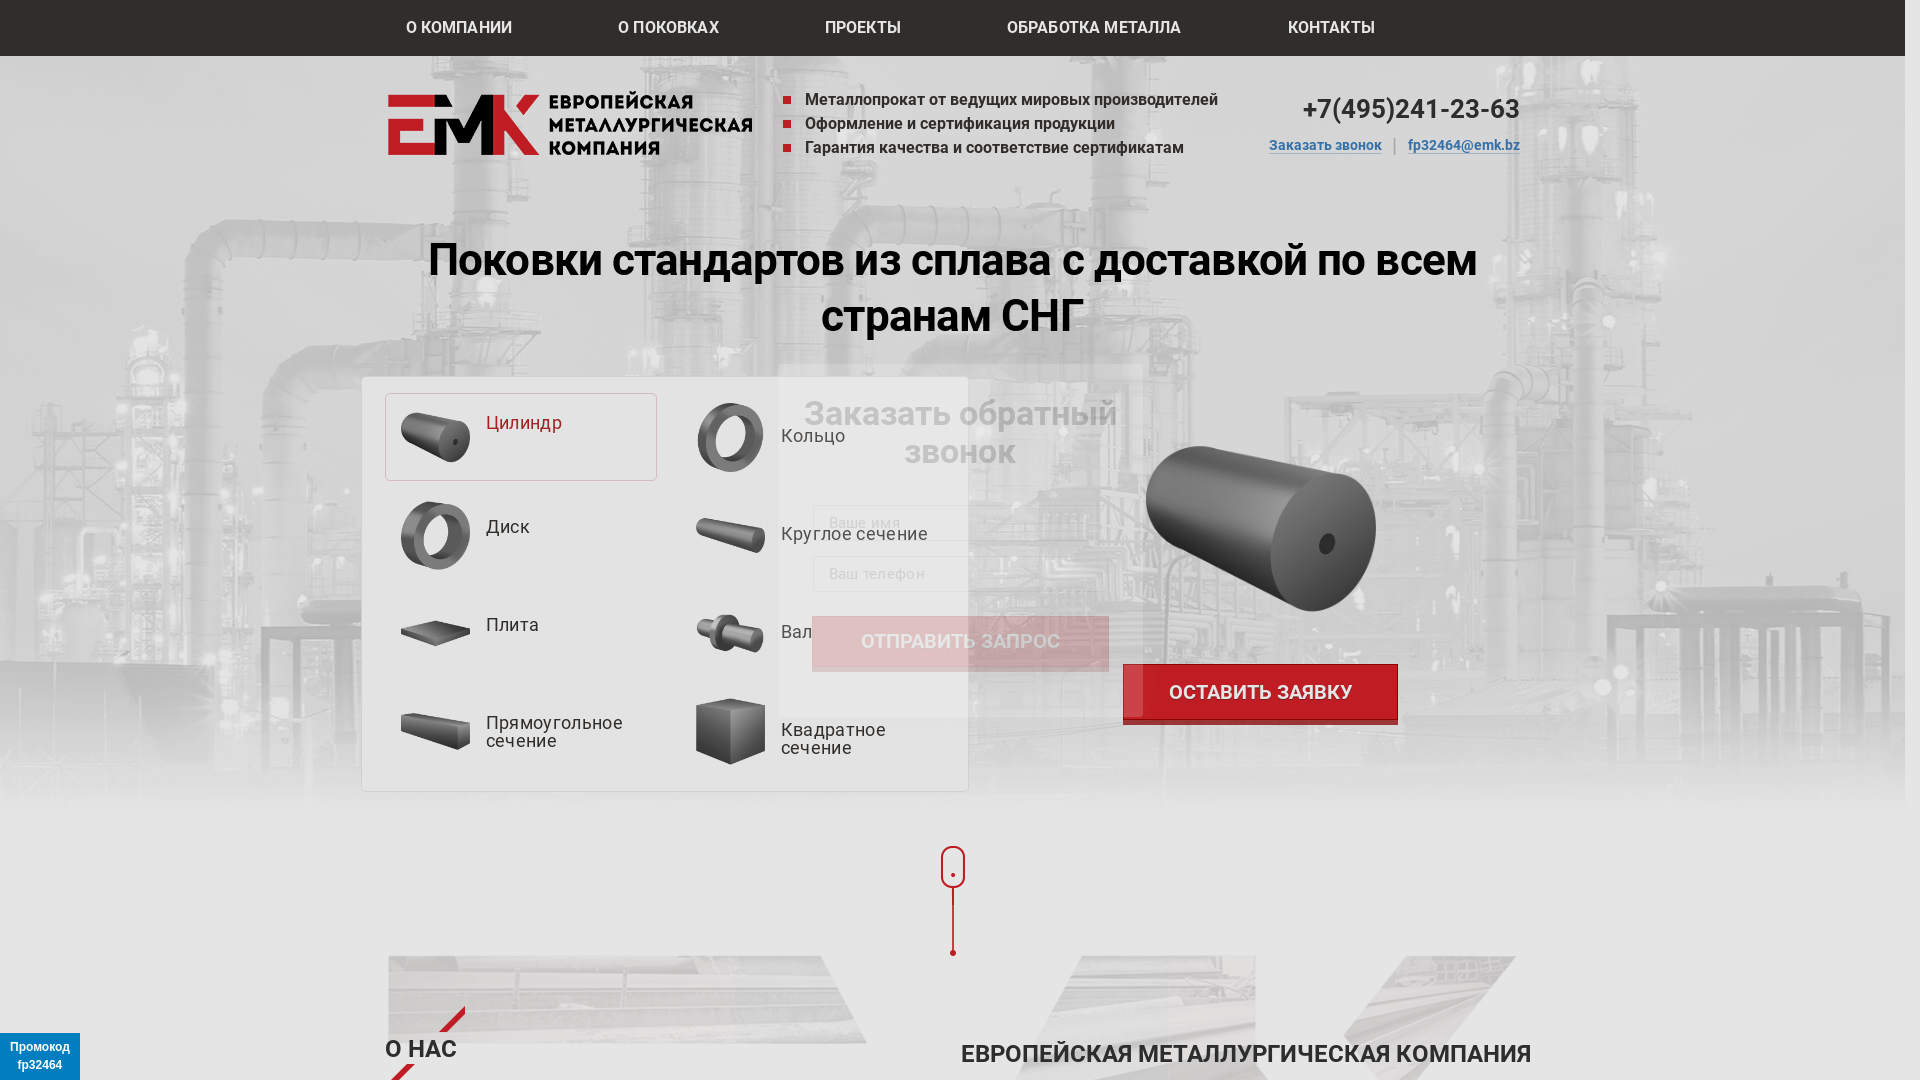 О КОМПАНИИ
О ПОКОВКАХ
ПРОЕКТЫ
ОБРАБОТКА МЕТАЛЛА
КОНТАКТЫ
ЕМК
ЕВРОПЕЙСКАЯ
МЕТАЛЛУРГИЧЕСКАЯ
КОМПАНИЯ
Металлопрокат от ведущих мировых производителей
Оформление и сертификация продукции
Гарантия качества и соответствие сертификатам
+7(495)241-23-63
Заказать звонок | fp32464@emk.bz
Поковки стандартов из сплава с доставкой по всем
странам СНГ
Цилиндр
Кольцо
Диск
Круглое сечение
Плита
Вал
Прямоугольное
сечение
Квадратное
сечение
Заказать обратный
звонок
Ваше имя
Ваш телефон
ОТПРАВИТЬ ЗАПРОС
ОСТАВИТЬ ЗАЯВКУ
О НАС
ЕВРОПЕЙСКАЯ МЕТАЛЛУРГИЧЕСКАЯ КОМПАНИЯ
Промокод
fp32464